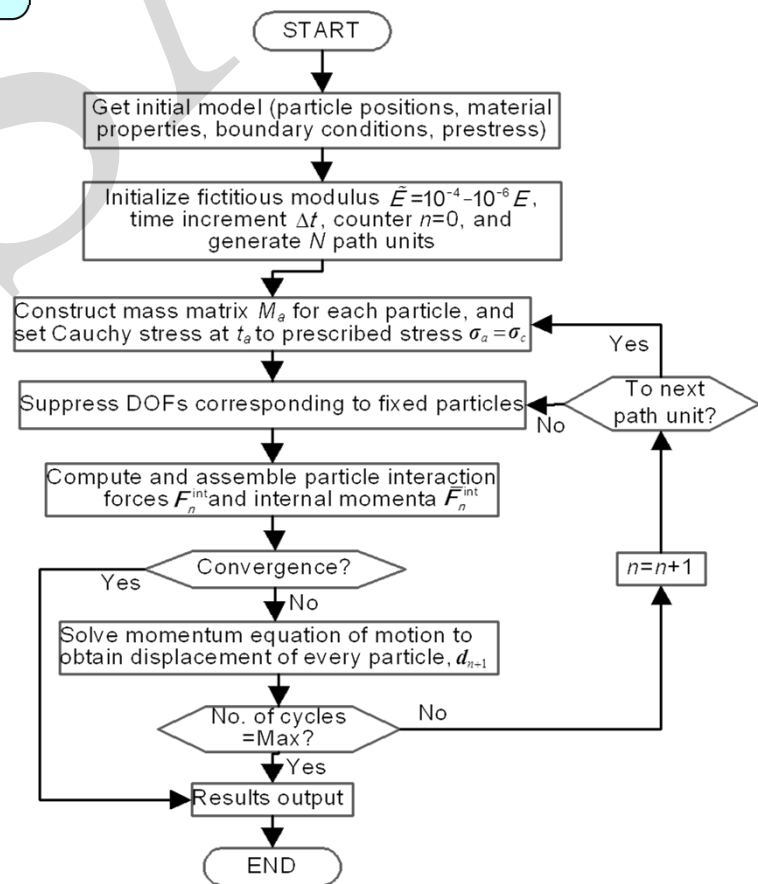 START
Get initial model (particle positions, material
properties, boundary conditions, prestress)
Initialize fictitious modulus Ẽ=10⁻⁴−10⁻⁶ E,
time increment Δt, counter n=0, and
generate N path units
Construct mass matrix Mₐ for each particle, and
set Cauchy stress at tₐ to prescribed stress σₐ=σ_c
Yes
To next
path unit?
No
Suppress DOFs corresponding to fixed particles
Compute and assemble particle interaction
forces Fₙ^int and internal momenta F̅ₙ^int
n=n+1
Convergence?
Yes
No
Solve momentum equation of motion to
obtain displacement of every particle, dₙ₊₁
No. of cycles
=Max?
No
Yes
Results output
END